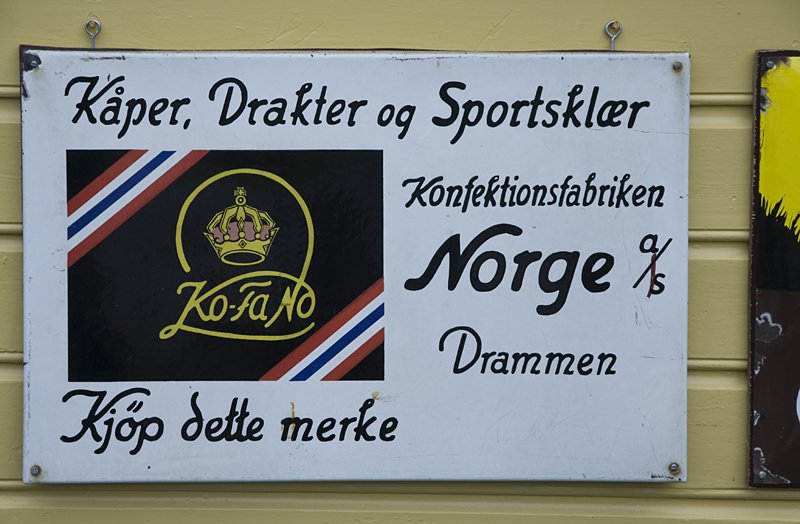 Kåper, Drakter og Sportsklær
Ko-Fa No
Kjöp dette merke
Konfektionsfabriken
Norge a/s
Drammen